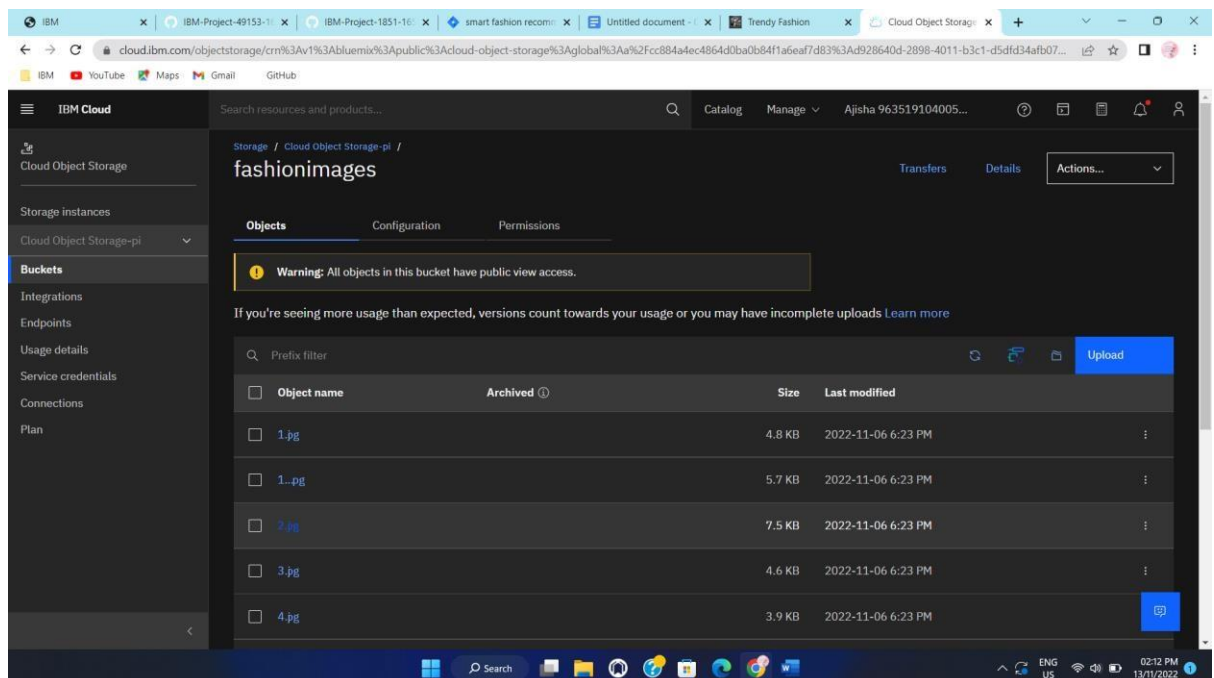 IBM
IBM-Project-49153-1
IBM-Project-1851-16
smart fashion recom
Untitled document -
Trendy Fashion
Cloud Object Storage
cloud.ibm.com/objectstorage/crn%3Av1%3Abluemix%3Apublic%3Acloud-object-storage%3Aglobal%3Aa%2Fcc884a4ec4864d0ba0b84f1a6eaf7d83%3Ad928640d-2898-4011-b3c1-d5dfd34afb07...
IBM YouTube Maps Gmail GitHub
IBM Cloud Search resources and products... Catalog Manage Ajisha 963519104005...
Cloud Object Storage
Storage instances
Cloud Object Storage-pi
Buckets
Integrations
Endpoints
Usage details
Service credentials
Connections
Plan
Storage / Cloud Object Storage-pi /
fashionimages
Transfers Details Actions...
Objects Configuration Permissions
Warning: All objects in this bucket have public view access.
If you're seeing more usage than expected, versions count towards your usage or you may have incomplete uploads Learn more
Prefix filter Upload
Object name Archived Size Last modified
1.jpg 4.8 KB 2022-11-06 6:23 PM
1...pg 5.7 KB 2022-11-06 6:23 PM
2.jpg 7.5 KB 2022-11-06 6:23 PM
3.jpg 4.6 KB 2022-11-06 6:23 PM
4.jpg 3.9 KB 2022-11-06 6:23 PM
Search
ENG
US
02:12 PM
13/11/2022
1